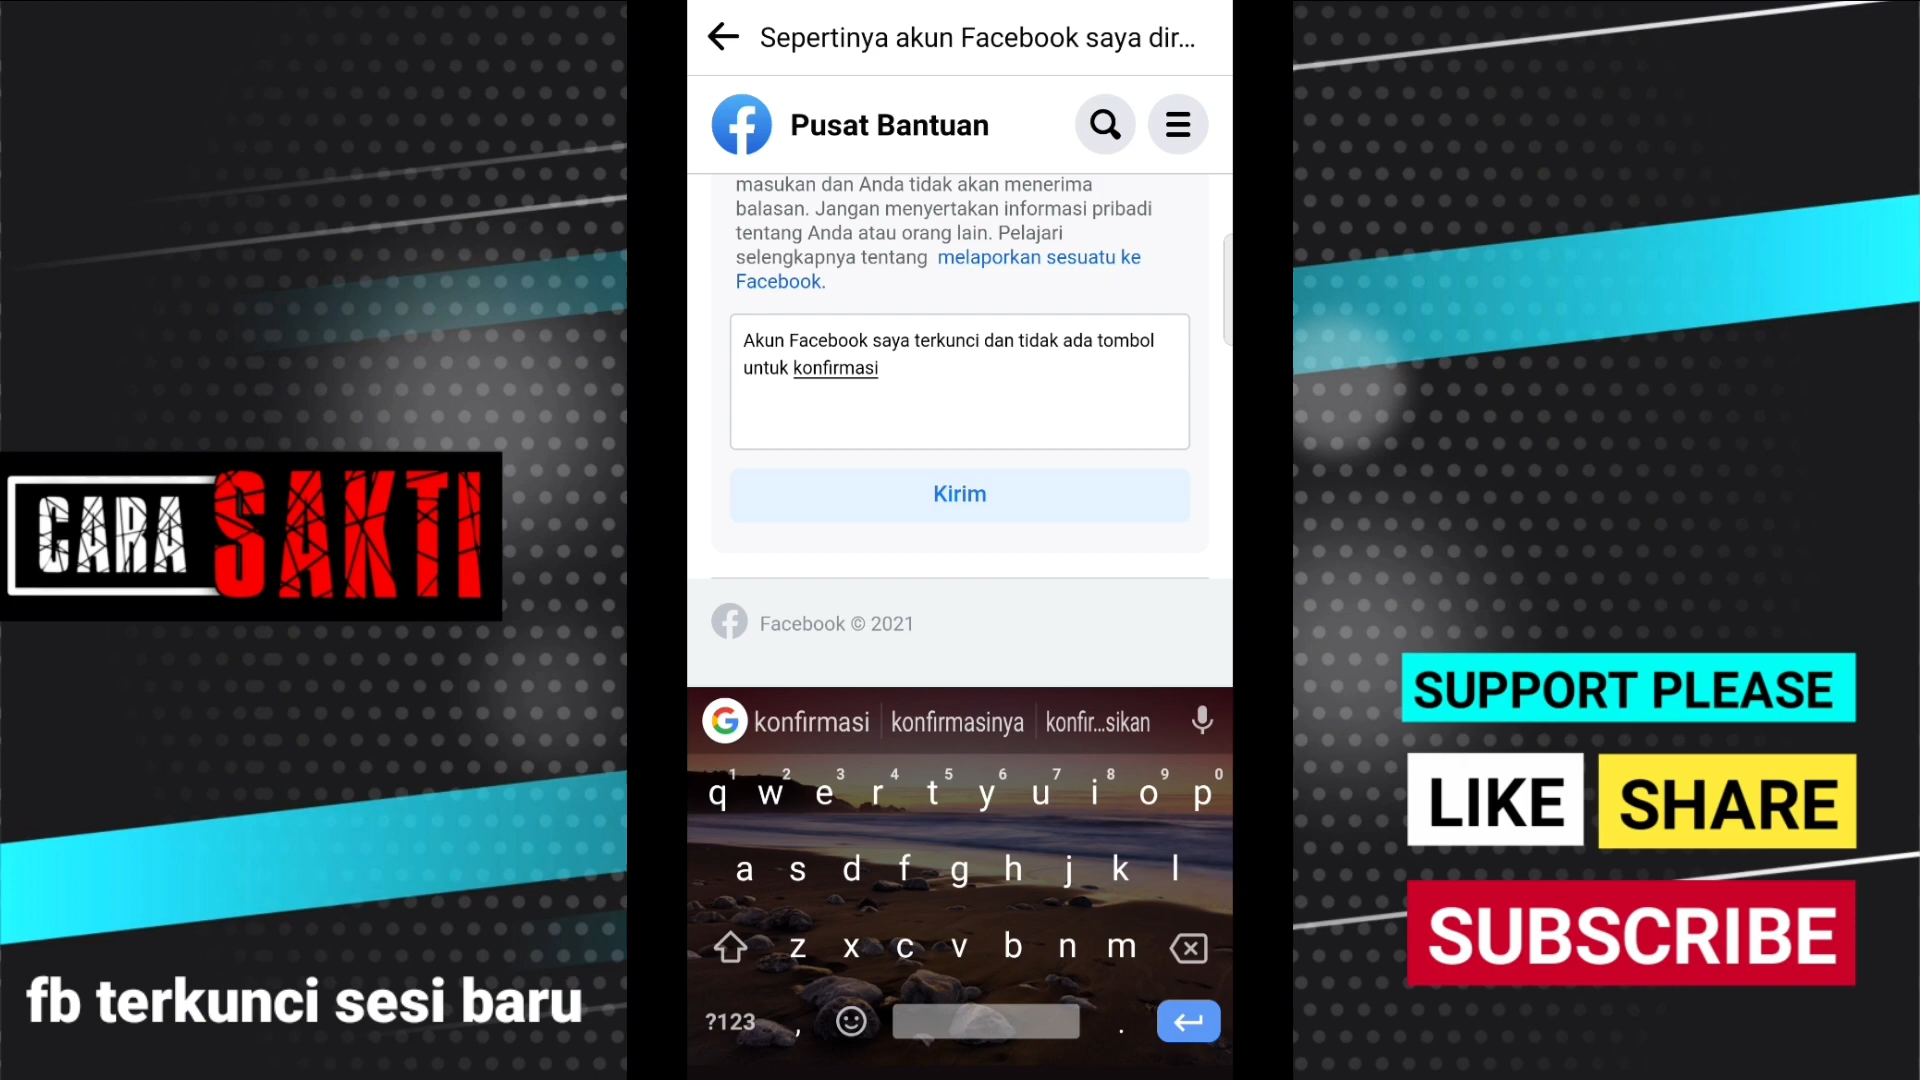 Sepertinya akun Facebook saya dir...
Pusat Bantuan
masukan dan Anda tidak akan menerima
balasan. Jangan menyertakan informasi pribadi
tentang Anda atau orang lain. Pelajari
selengkapnya tentang melaporkan sesuatu ke
Facebook.
Akun Facebook saya terkunci dan tidak ada tombol
untuk konfirmasi
Kirim
Facebook © 2021
konfirmasi konfirmasinya konfir...sikan
1 2 3 4 5 6 7 8 9 0
q w e r t y u i o p
a s d f g h j k l
z x c v b n m
?123 , .
CARA SAKTI
fb terkunci sesi baru
SUPPORT PLEASE
LIKE SHARE
SUBSCRIBE